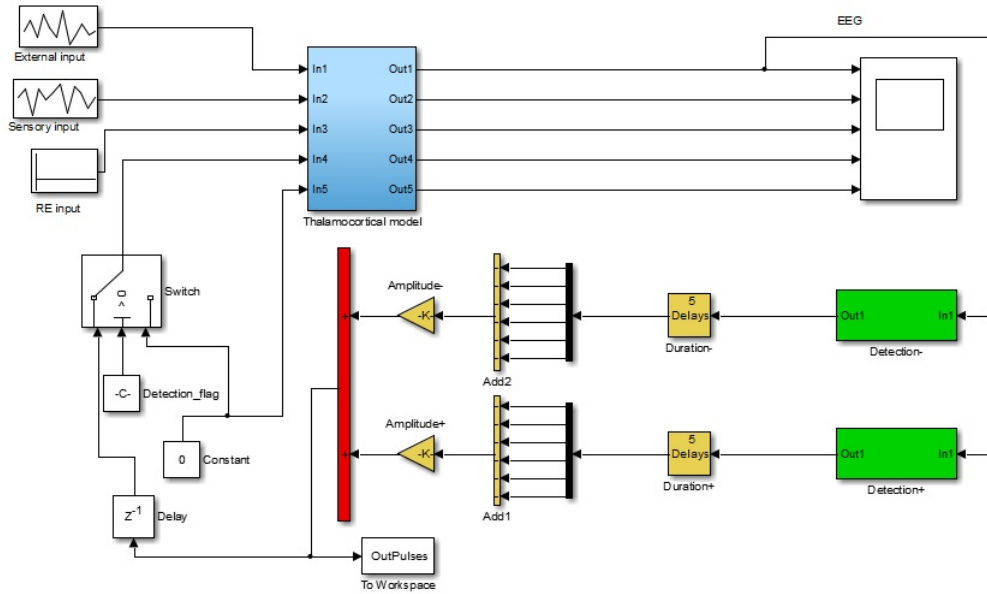 EEG
External input
In1
Out1
In2
Out2
Sensory input
In3
Out3
In4
Out4
In5
Out5
RE input
Thalamocortical model
Switch
> 0
Amplitude-
-K-
Add2
5
Delays
Duration-
Out1
In1
Detection-
-C-
Detection_flag
0
Constant
+
+
Amplitude+
-K-
Add1
5
Delays
Duration+
Out1
In1
Detection+
Z-1
Delay
OutPulses
To Workspace